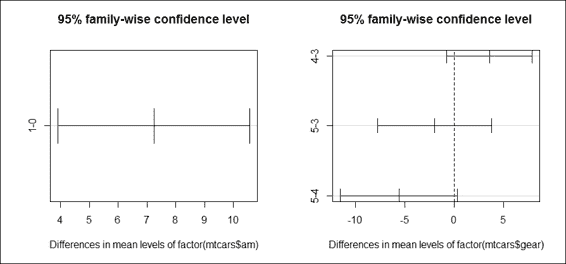 95% family-wise confidence level
1-0
4 5 6 7 8 9 10
Differences in mean levels of factor(mtcars$am)
95% family-wise confidence level
4-3
5-3
5-4
-10 -5 0 5
Differences in mean levels of factor(mtcars$gear)